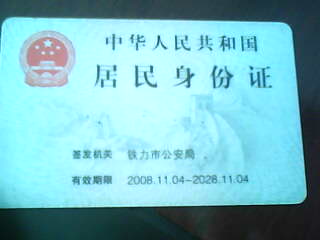 中华人民共和国
居民身份证
签发机关 铁力市公安局
有效期限 2008.11.04-2028.11.04